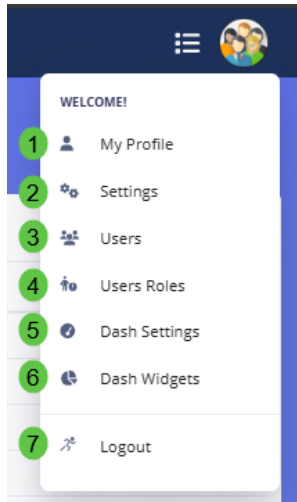 WELCOME!
1 My Profile
2 Settings
3 Users
4 Users Roles
5 Dash Settings
6 Dash Widgets
7 Logout